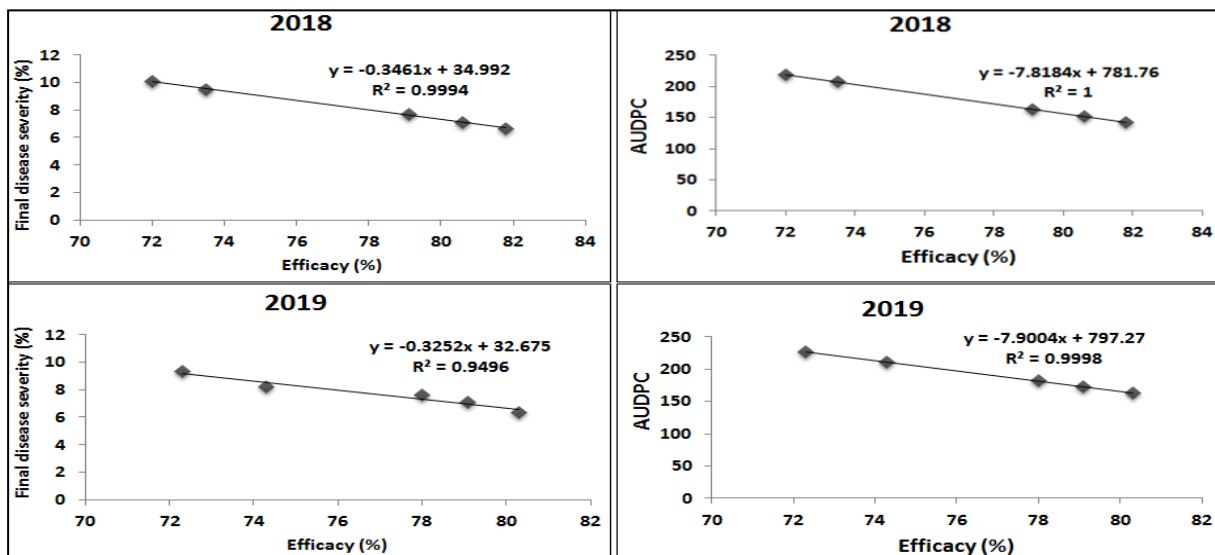 2018
Final disease severity (%)
12
10
8
6
4
2
0
y = -0.3461x + 34.992
R² = 0.9994
70 72 74 76 78 80 82 84
Efficacy (%)
2018
AUDPC
250
200
150
100
50
0
y = -7.8184x + 781.76
R² = 1
70 72 74 76 78 80 82 84
Efficacy (%)
2019
Final disease severity (%)
12
10
8
6
4
2
0
y = -0.3252x + 32.675
R² = 0.9496
70 72 74 76 78 80 82
Efficacy (%)
2019
AUDPC
250
200
150
100
50
0
y = -7.9004x + 797.27
R² = 0.9998
70 72 74 76 78 80 82
Efficacy (%)